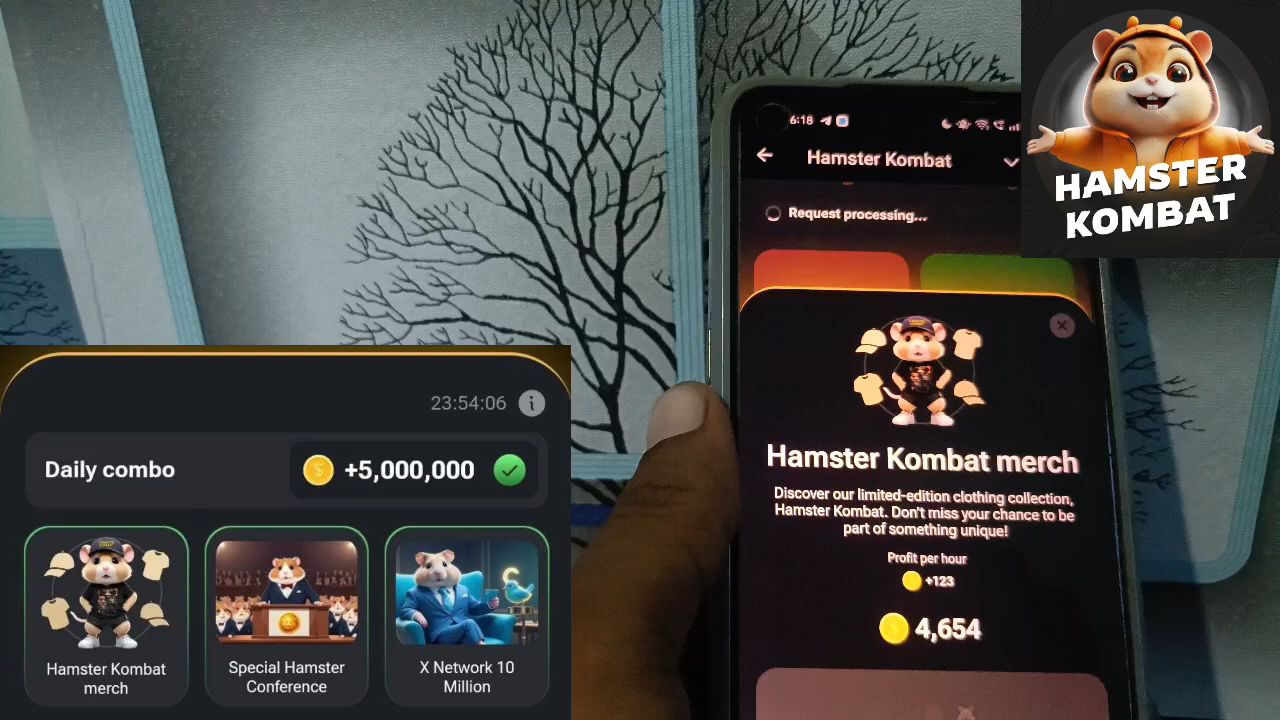 6:18
Hamster Kombat
Request processing...
HAMSTER
KOMBAT
Hamster Kombat merch
Discover our limited-edition clothing collection,
Hamster Kombat. Don't miss your chance to be
part of something unique!
Profit per hour
+123
4,654
23:54:06
Daily combo
+5,000,000
Hamster Kombat
merch
Special Hamster
Conference
X Network 10
Million